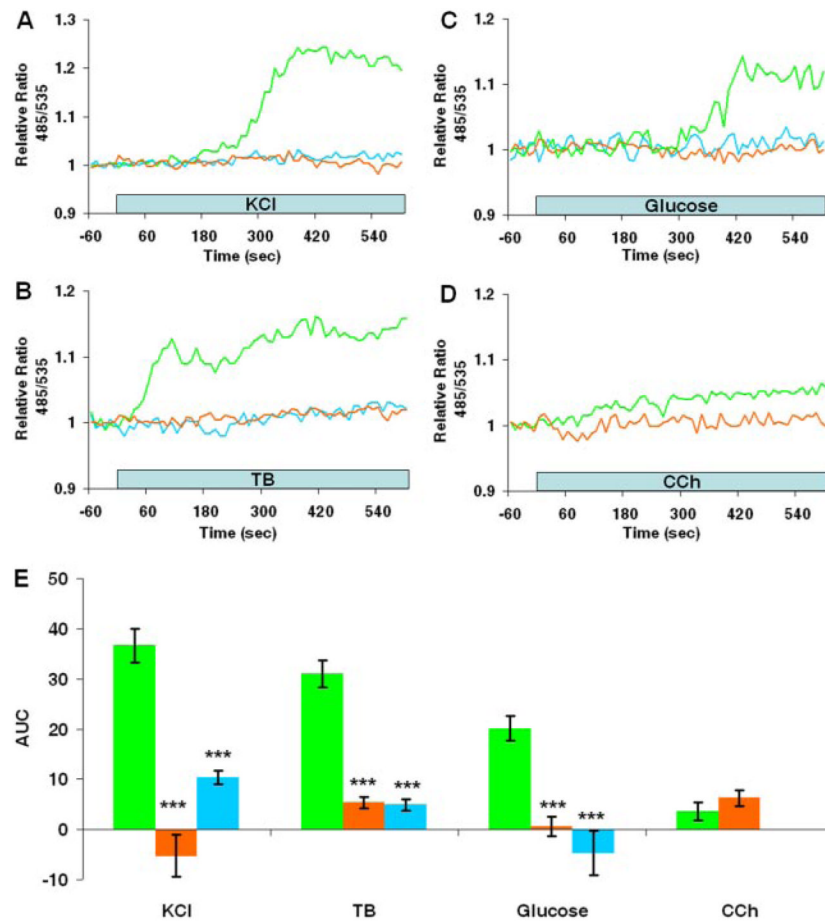 A
1.3
1.2
1.1
1
0.9
Relative Ratio
485/535
KCl
-60 60 180 300 420 540
Time (sec)
C
1.2
1.1
1
0.9
Relative Ratio
485/535
Glucose
-60 60 180 300 420 540
Time (sec)
B
1.2
1.1
1
0.9
Relative Ratio
485/535
TB
-60 60 180 300 420 540
Time (sec)
D
1.2
1.1
1
0.9
Relative Ratio
485/535
CCh
-60 60 180 300 420 540
Time (sec)
E
50
40
30
20
10
0
-10
AUC
*** ***
*** ***
*** ***
KCl TB Glucose CCh